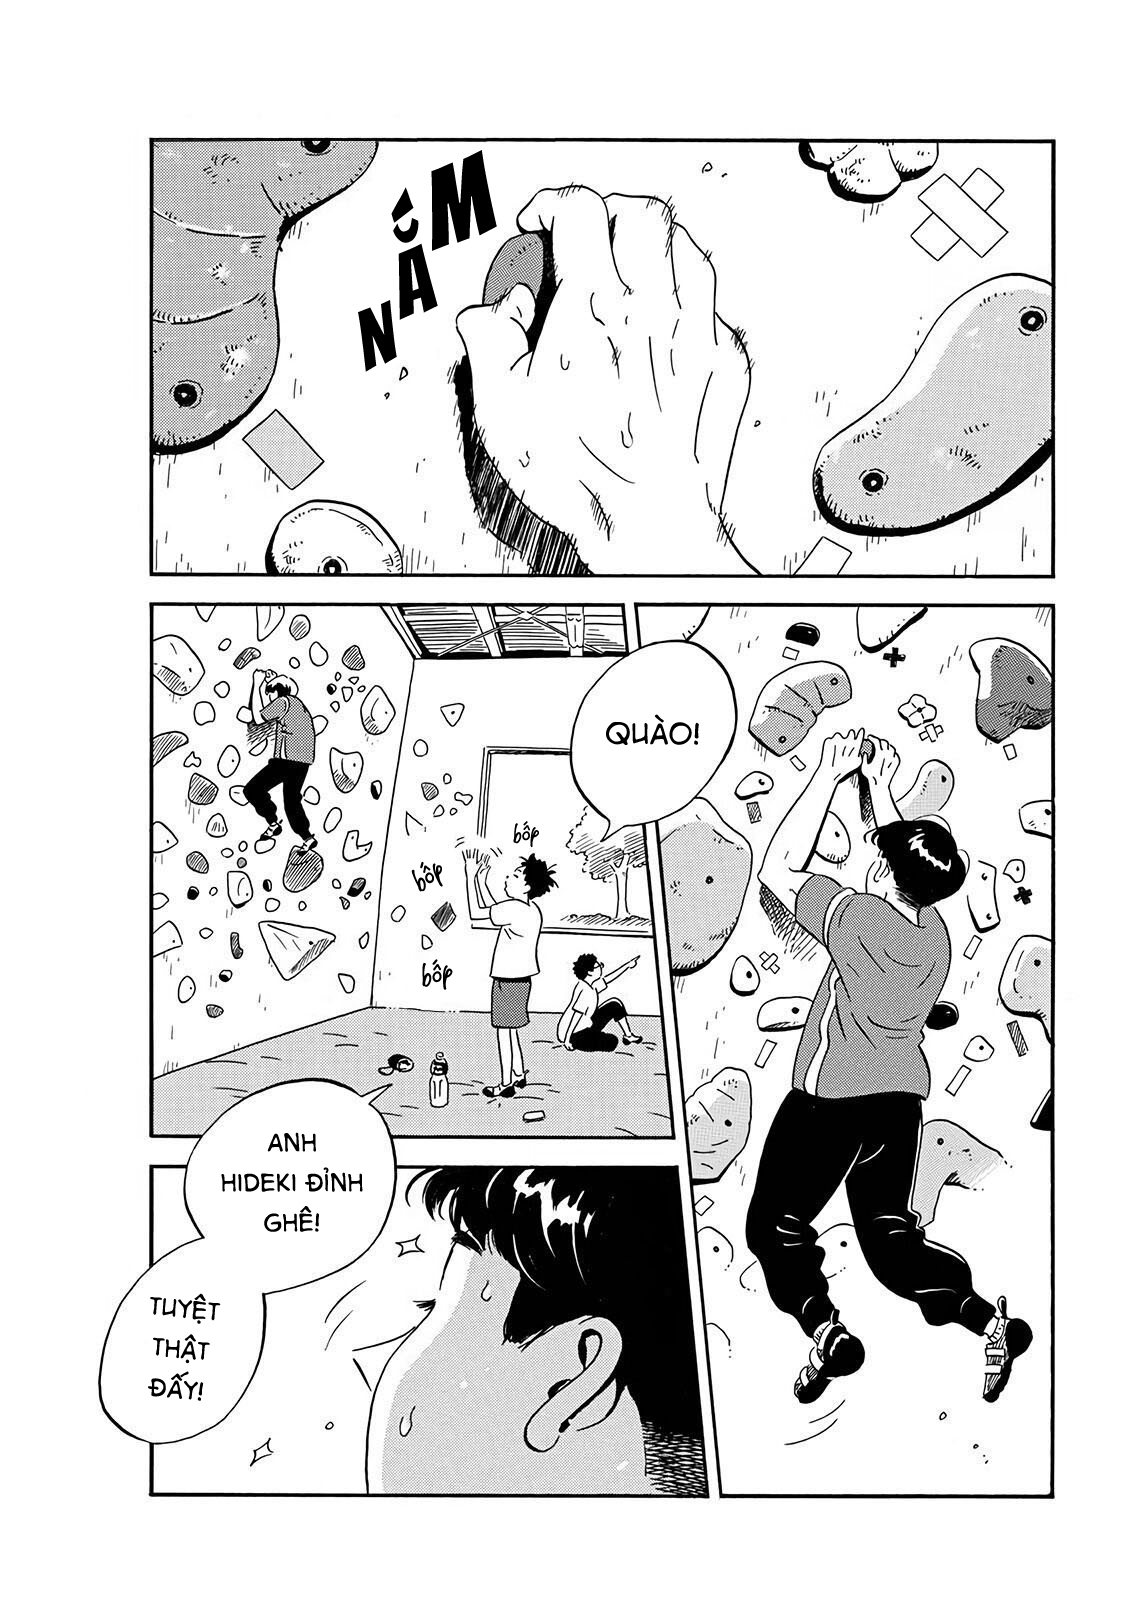 NẮM
QUÀO!
bốp
bốp
bốp
ANH
HIDEKI ĐỈNH
GHÊ!
TUYỆT
THẬT
ĐẤY!